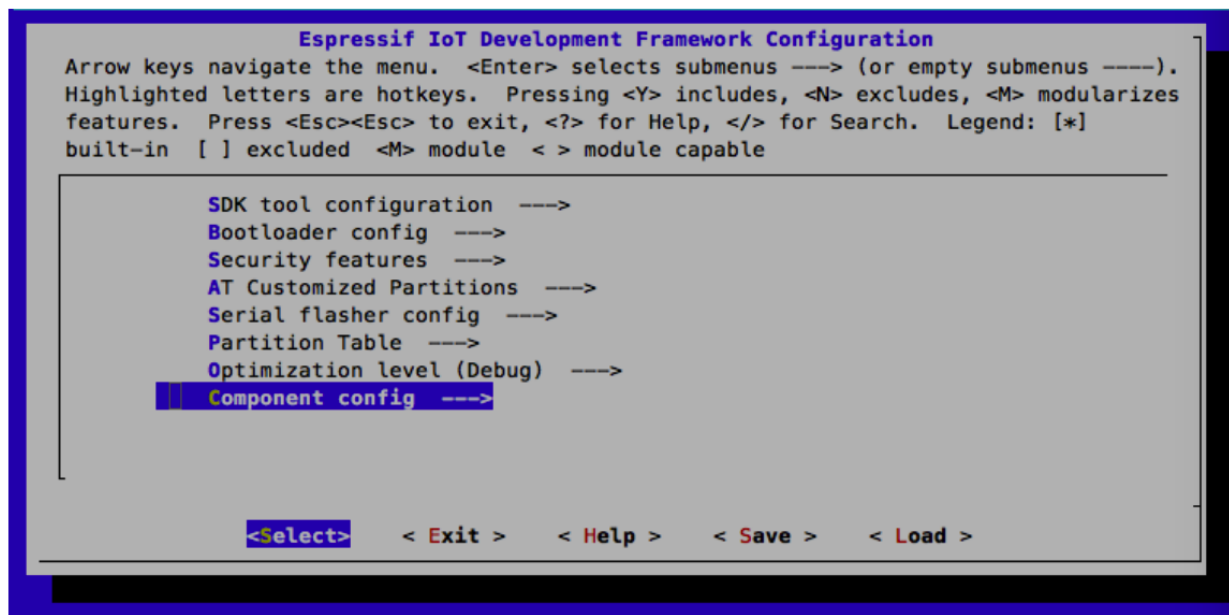 Espressif IoT Development Framework Configuration
Arrow keys navigate the menu.  <Enter> selects submenus ---> (or empty submenus ----).
Highlighted letters are hotkeys.  Pressing <Y> includes, <N> excludes, <M> modularizes
features.  Press <Esc><Esc> to exit, <?> for Help, </> for Search.  Legend: [*]
built-in  [ ] excluded  <M> module  < > module capable
SDK tool configuration  --->
Bootloader config  --->
Security features  --->
AT Customized Partitions  --->
Serial flasher config  --->
Partition Table  --->
Optimization level (Debug)  --->
Component config  --->
<Select>    < Exit >    < Help >    < Save >    < Load >